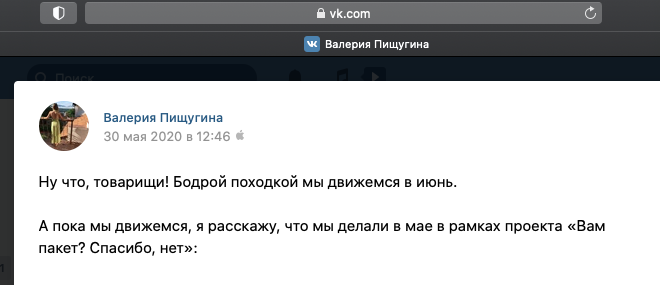 vk.com
Валерия Пищугина
Поиск
Валерия Пищугина
30 мая 2020 в 12:46
Ну что, товарищи! Бодрой походкой мы движемся в июнь.
А пока мы движемся, я расскажу, что мы делали в мае в рамках проекта «Вам
пакет? Спасибо, нет»: